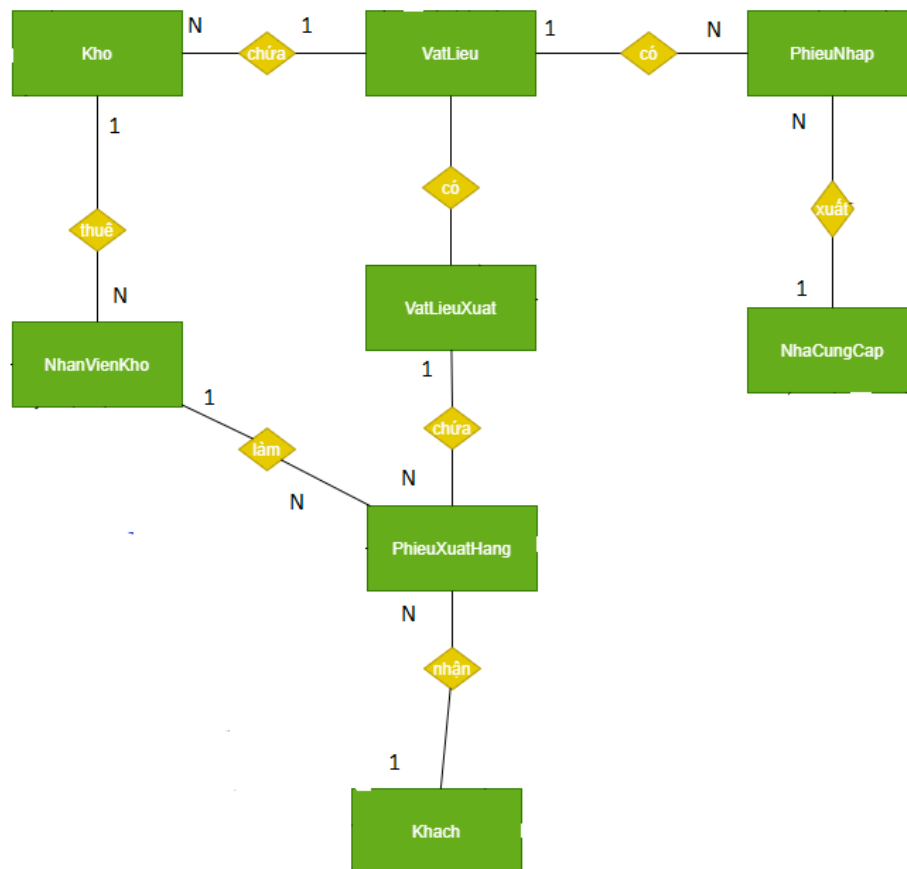 N 1 1 N
Kho chứa VatLieu có PhieuNhap
1 N
có
thuê xuất
N 1
VatLieuXuat
NhanVienKho NhaCungCap
1 1
chứa
làm
N N
PhieuXuatHang
N
nhận
1
Khach